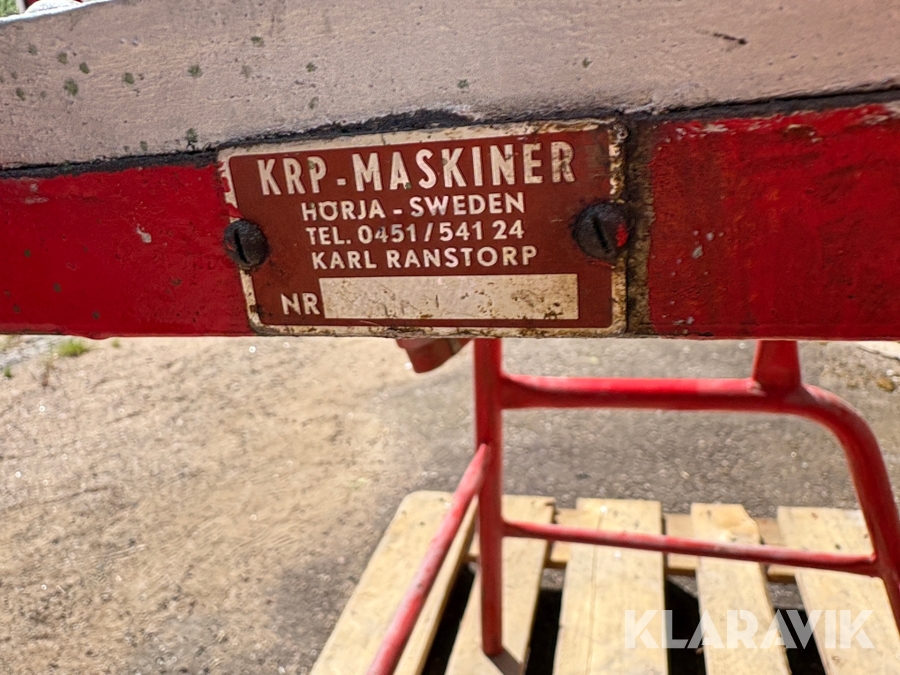 KRP-MASKINER
HÖRJA - SWEDEN
TEL. 0451/541 24
KARL RANSTORP
NR
KLARAVIK